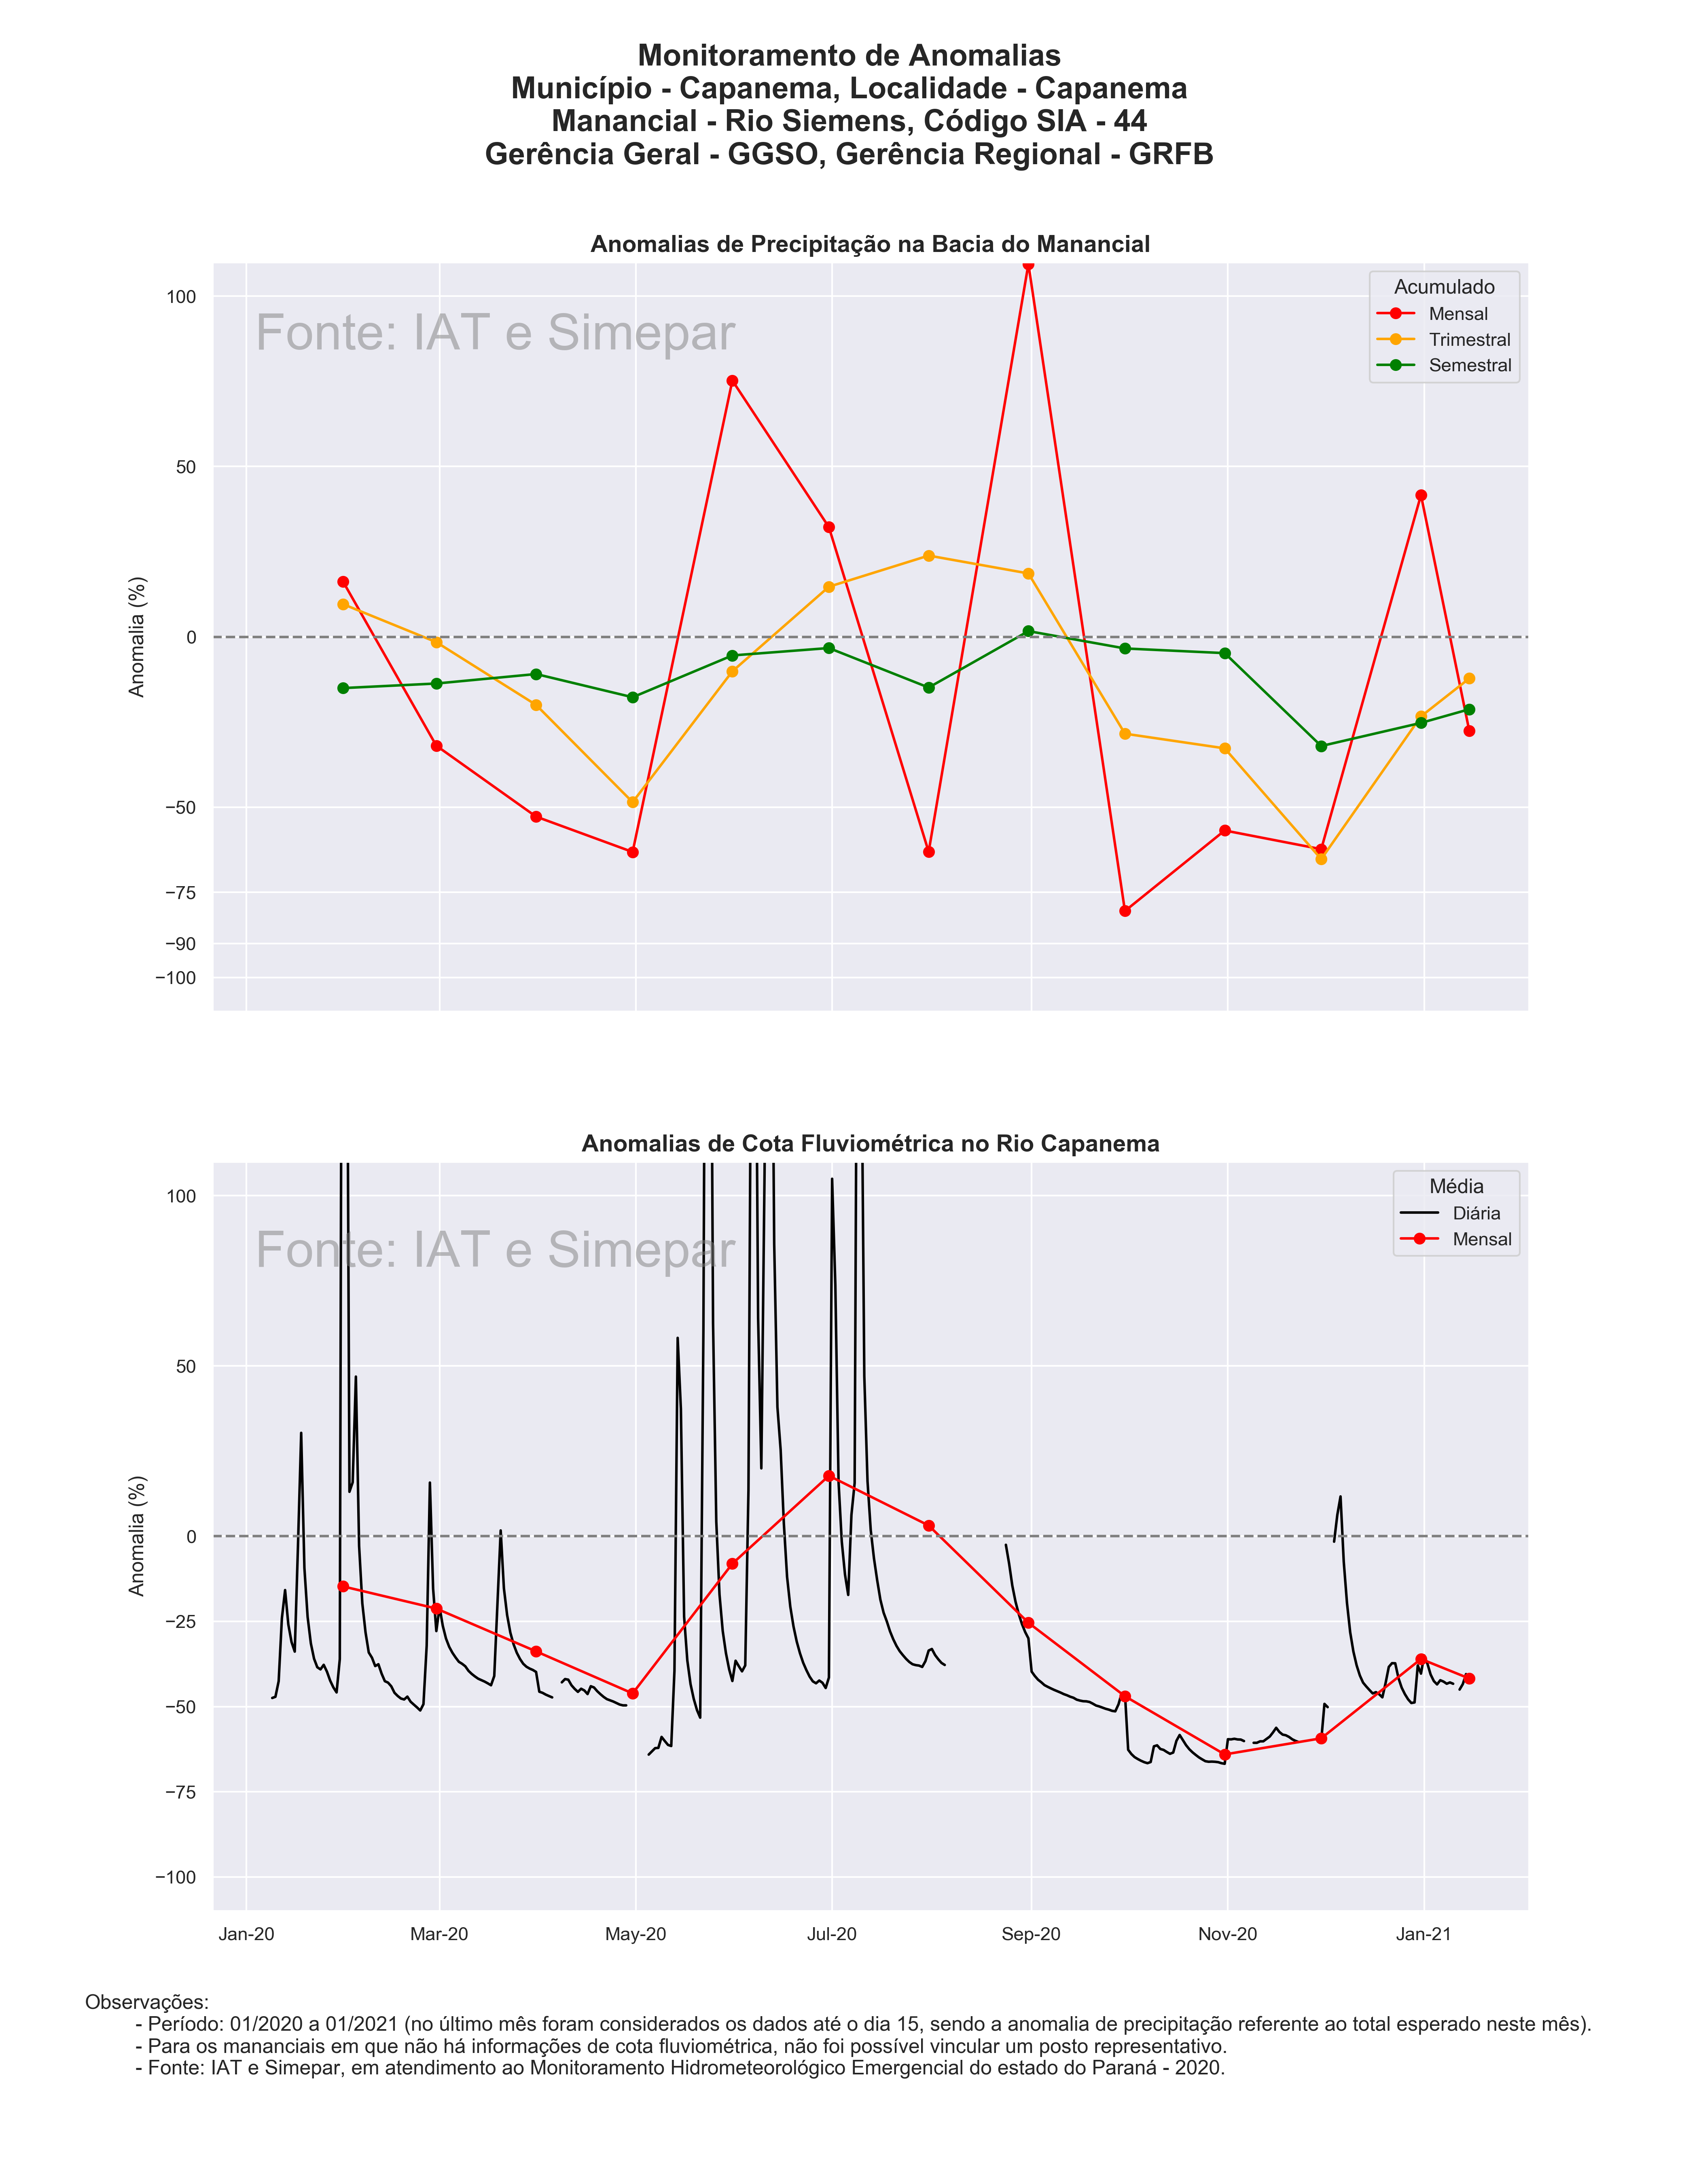 Monitoramento de Anomalias
Município - Capanema, Localidade - Capanema
Manancial - Rio Siemens, Código SIA - 44
Gerência Geral - GGSO, Gerência Regional - GRFB
Anomalias de Precipitação na Bacia do Manancial
Fonte: IAT e Simepar
Acumulado
Mensal
Trimestral
Semestral
Anomalia (%)
100
50
0
−50
−75
−90
−100
Anomalias de Cota Fluviométrica no Rio Capanema
Fonte: IAT e Simepar
Média
Diária
Mensal
Anomalia (%)
100
50
0
−25
−50
−75
−100
Jan-20 Mar-20 May-20 Jul-20 Sep-20 Nov-20 Jan-21
Observações:
- Período: 01/2020 a 01/2021 (no último mês foram considerados os dados até o dia 15, sendo a anomalia de precipitação referente ao total esperado neste mês).
- Para os mananciais em que não há informações de cota fluviométrica, não foi possível vincular um posto representativo.
- Fonte: IAT e Simepar, em atendimento ao Monitoramento Hidrometeorológico Emergencial do estado do Paraná - 2020.